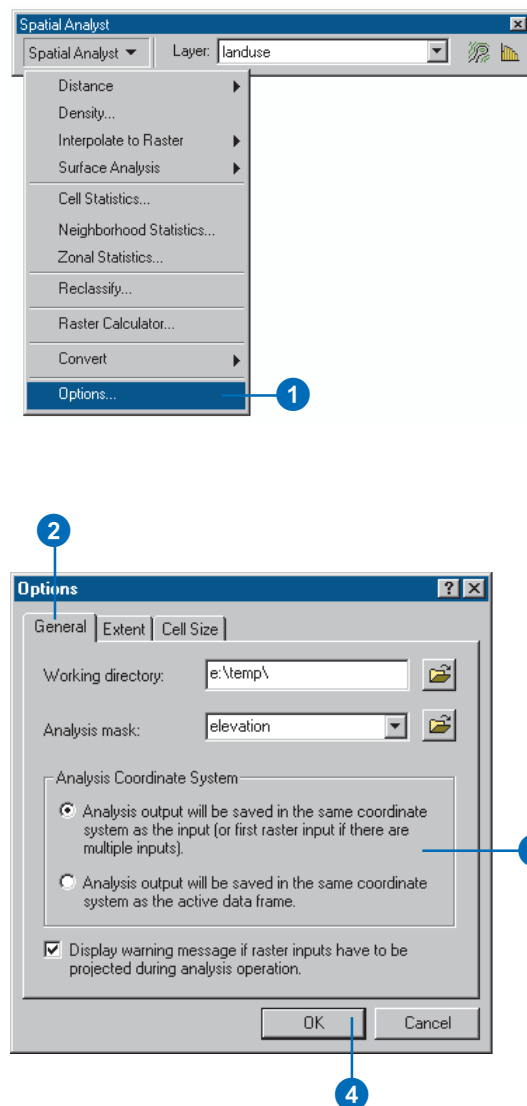 Spatial Analyst
Spatial Analyst Layer: landuse
Distance
Density...
Interpolate to Raster
Surface Analysis
Cell Statistics...
Neighborhood Statistics...
Zonal Statistics...
Reclassify...
Raster Calculator...
Convert
Options...
1
2
Options
General Extent Cell Size
Working directory: e:\temp\
Analysis mask: elevation
Analysis Coordinate System
Analysis output will be saved in the same coordinate
system as the input (or first raster input if there are
multiple inputs).
Analysis output will be saved in the same coordinate
system as the active data frame.
Display warning message if raster inputs have to be
projected during analysis operation.
OK Cancel
4